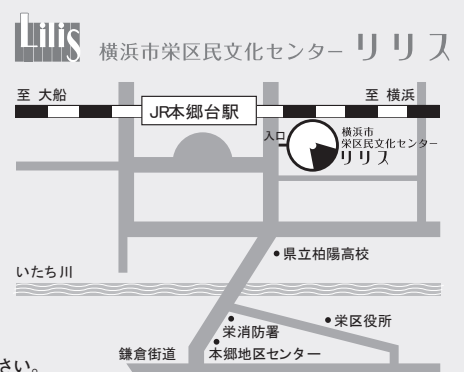 Lilis 横浜市栄区民文化センター リリス
至 大船
至 横浜
JR本郷台駅
入口
横浜市
栄区民文化センター
リリス
県立柏陽高校
いたち川
栄区役所
栄消防署
鎌倉街道
本郷地区センター
さい。